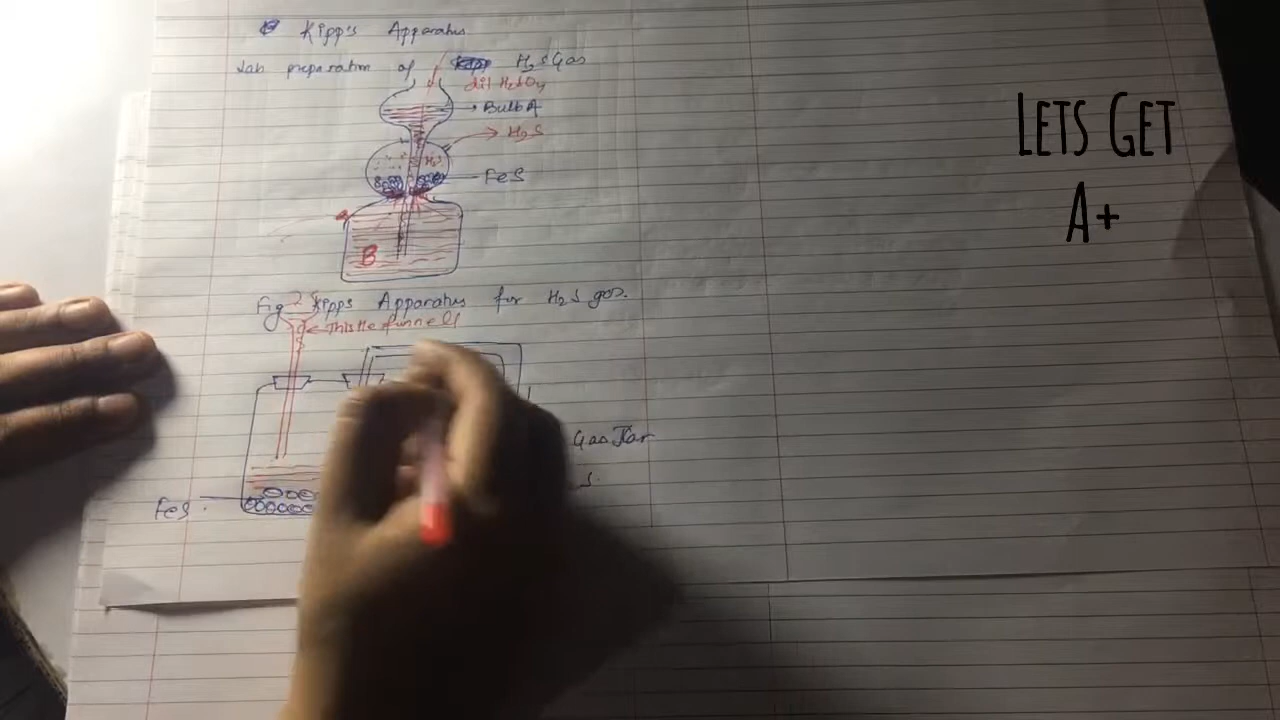 Kipp's Apparatus
Lab preparation of H2S Gas
dil H2SO4
Bulb A
H2S
H2S
FeS
B
Fig Kipps Apparatus for H2S gas.
Thistle funnel
Gas Jar
S.
FeS.
LETS GET
A+